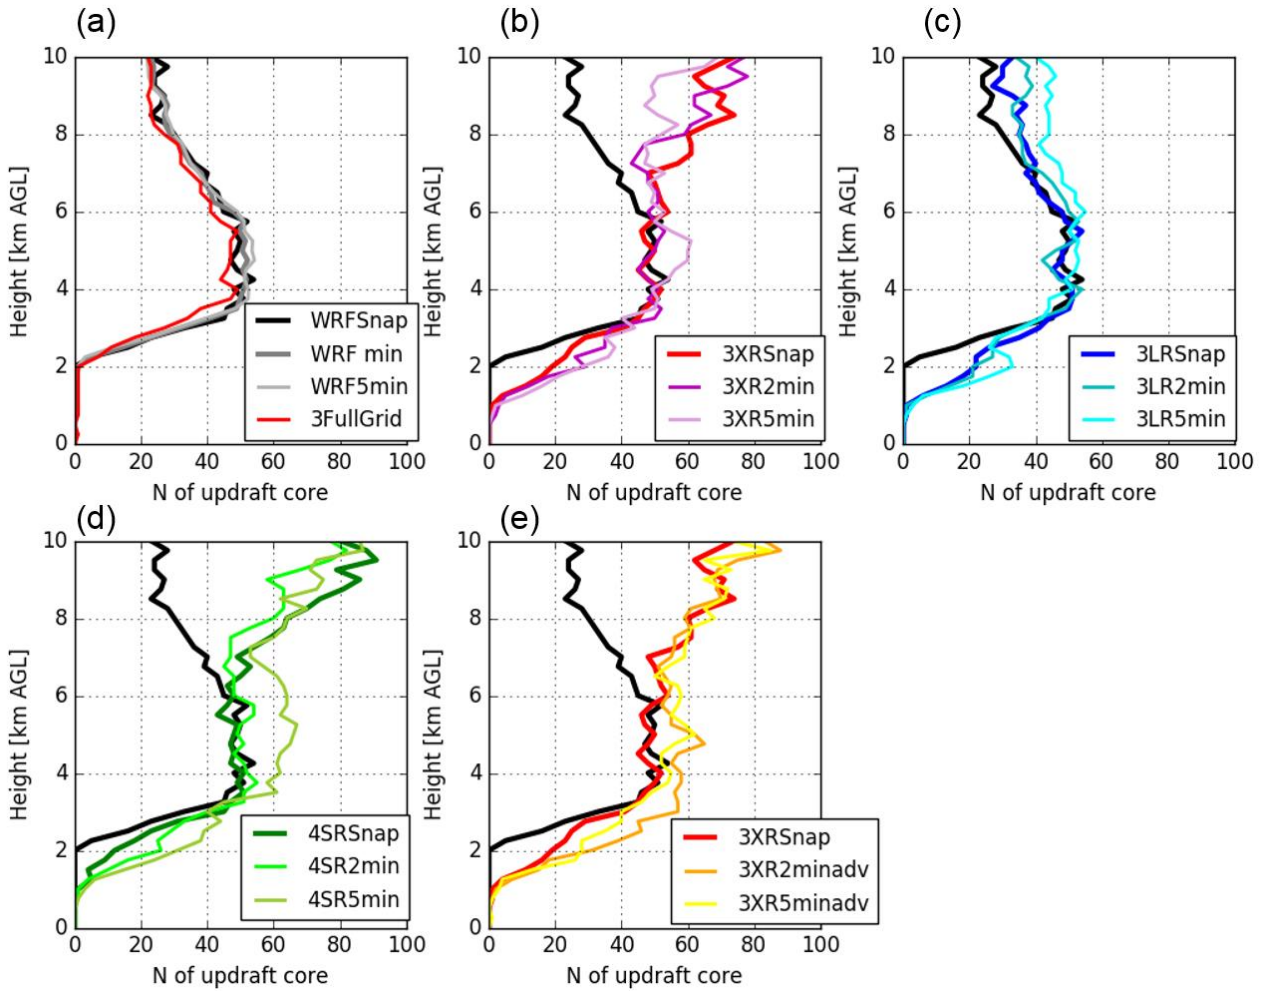 (a)
10
8
6
4
2
0
Height [km AGL]
WRFSnap
WRF min
WRF5min
3FullGrid
0 20 40 60 80 100
N of updraft core
(b)
10
8
6
4
2
0
Height [km AGL]
3XRSnap
3XR2min
3XR5min
0 20 40 60 80 100
N of updraft core
(c)
10
8
6
4
2
0
Height [km AGL]
3LRSnap
3LR2min
3LR5min
0 20 40 60 80 100
N of updraft core
(d)
10
8
6
4
2
0
Height [km AGL]
4SRSnap
4SR2min
4SR5min
0 20 40 60 80 100
N of updraft core
(e)
10
8
6
4
2
0
Height [km AGL]
3XRSnap
3XR2minadv
3XR5minadv
0 20 40 60 80 100
N of updraft core